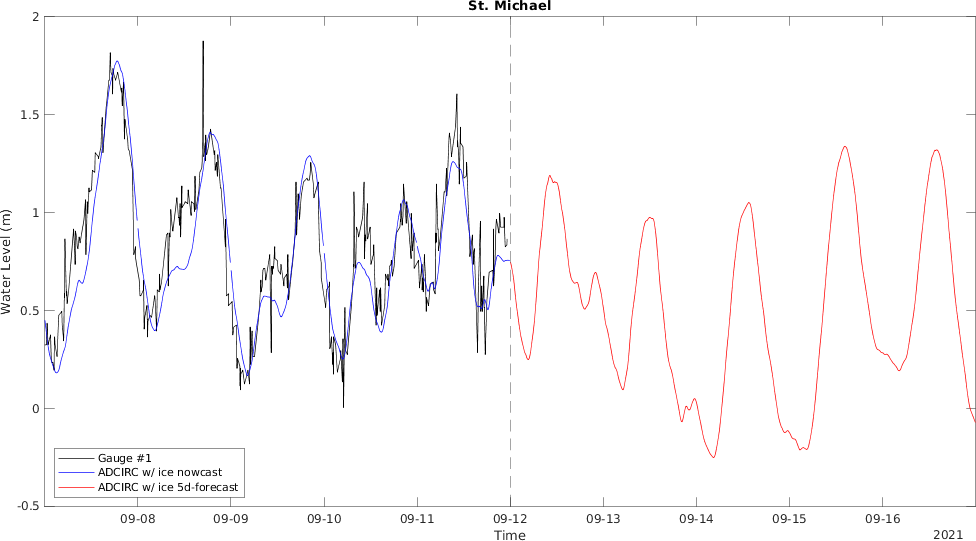 St. Michael
2
1.5
1
0.5
0
-0.5
Water Level (m)
Gauge #1
ADCIRC w/ ice nowcast
ADCIRC w/ ice 5d-forecast
09-08 09-09 09-10 09-11 09-12 09-13 09-14 09-15 09-16
Time
2021